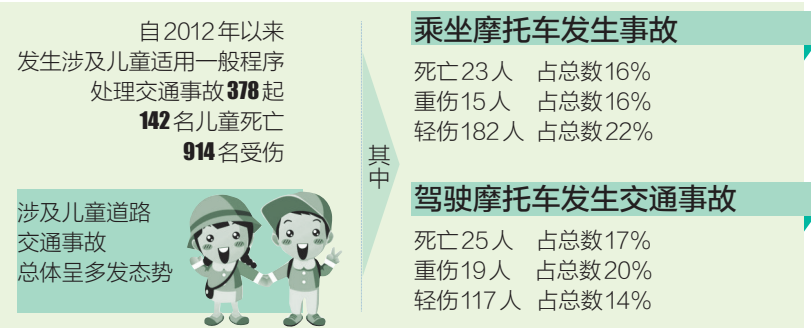 自2012年以来
发生涉及儿童适用一般程序
处理交通事故378起
142名儿童死亡
914名受伤
涉及儿童道路
交通事故
总体呈多发态势
其中
乘坐摩托车发生事故
死亡23人 占总数16%
重伤15人 占总数16%
轻伤182人 占总数22%
驾驶摩托车发生交通事故
死亡25人 占总数17%
重伤19人 占总数20%
轻伤117人 占总数14%